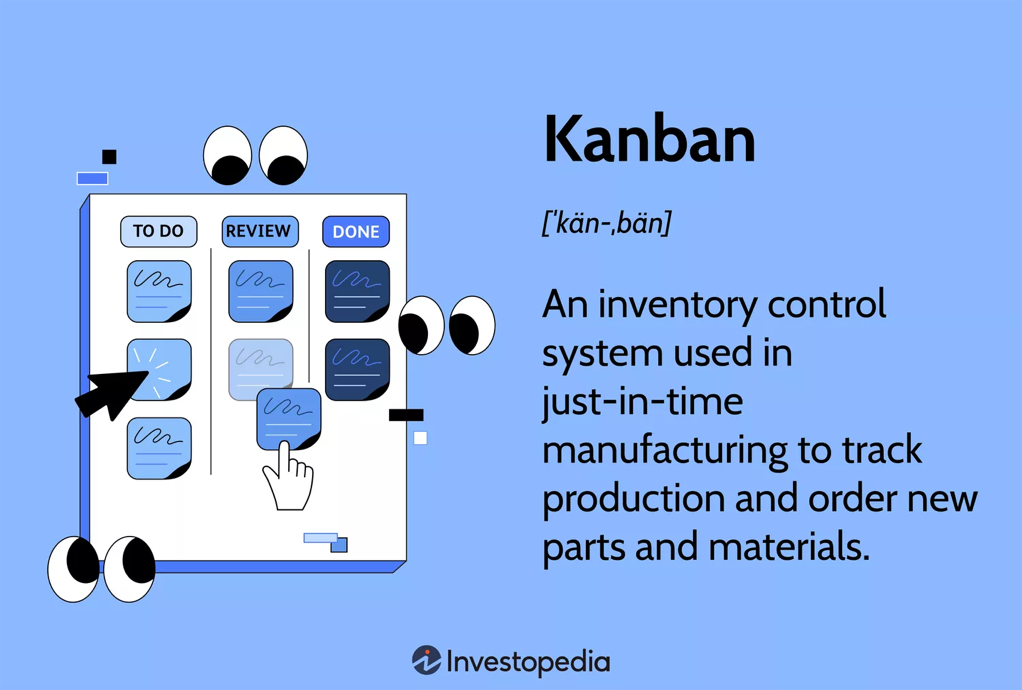 TO DO
REVIEW
DONE
Kanban
[ˈkän-ˌbän]
An inventory control
system used in
just-in-time
manufacturing to track
production and order new
parts and materials.
Investopedia